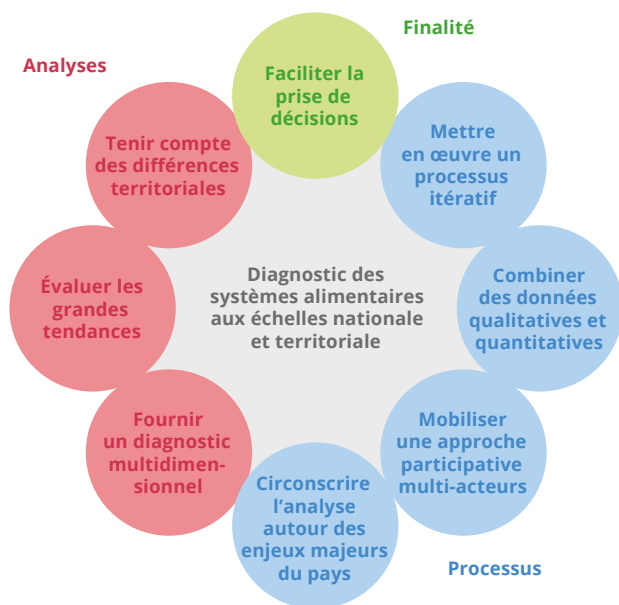 Finalité
Analyses
Faciliter la
prise de
décisions
Tenir compte
des différences
territoriales
Mettre
en œuvre un
processus
itératif
Évaluer les
grandes
tendances
Diagnostic des
systèmes alimentaires
aux échelles nationale
et territoriale
Combiner
des données
qualitatives et
quantitatives
Fournir
un diagnostic
multidimen-
sionnel
Mobiliser
une approche
participative
multi-acteurs
Circonscrire
l’analyse
autour des
enjeux majeurs
du pays
Processus